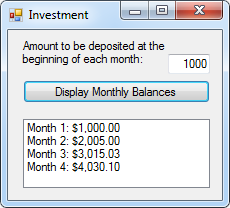 Investment
Amount to be deposited at the
beginning of each month: 1000
Display Monthly Balances
Month 1: $1,000.00
Month 2: $2,005.00
Month 3: $3,015.03
Month 4: $4,030.10